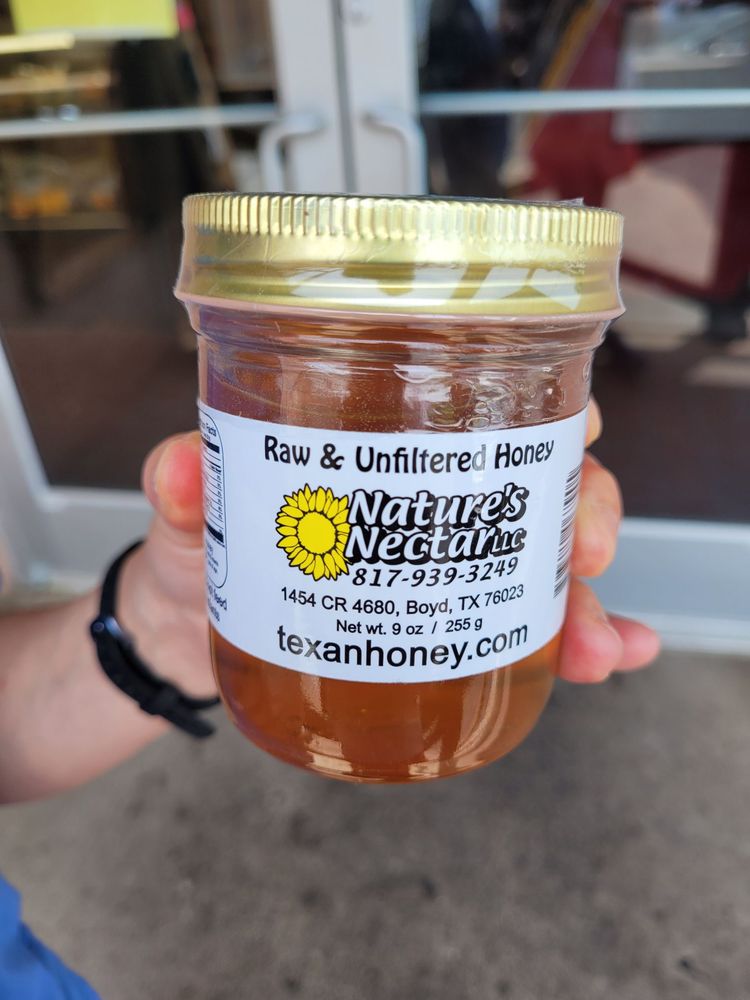 Raw & Unfiltered Honey
Nature's
Nectar LLC
817-939-3249
1454 CR 4680, Boyd, TX 76023
Net wt. 9 oz / 255 g
texanhoney.com